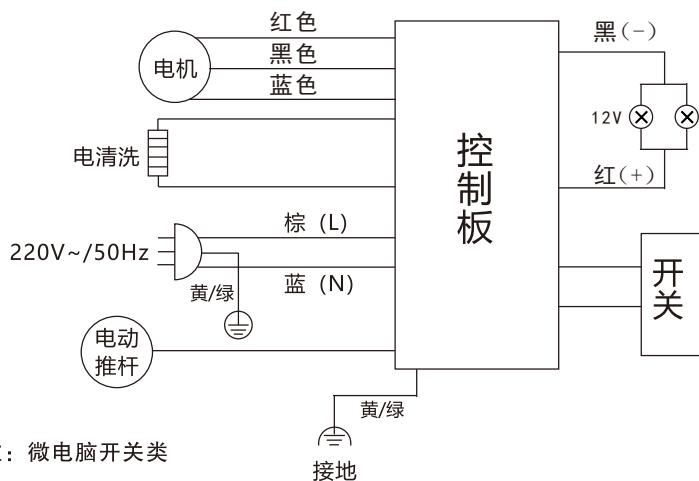 红色
黑色
蓝色
电机
电清洗
220V~/50Hz
棕 (L)
蓝 (N)
黄/绿
电动
推杆
控制板
黑(-)
12V
红(+)
开关
黄/绿
接地
：微电脑开关类